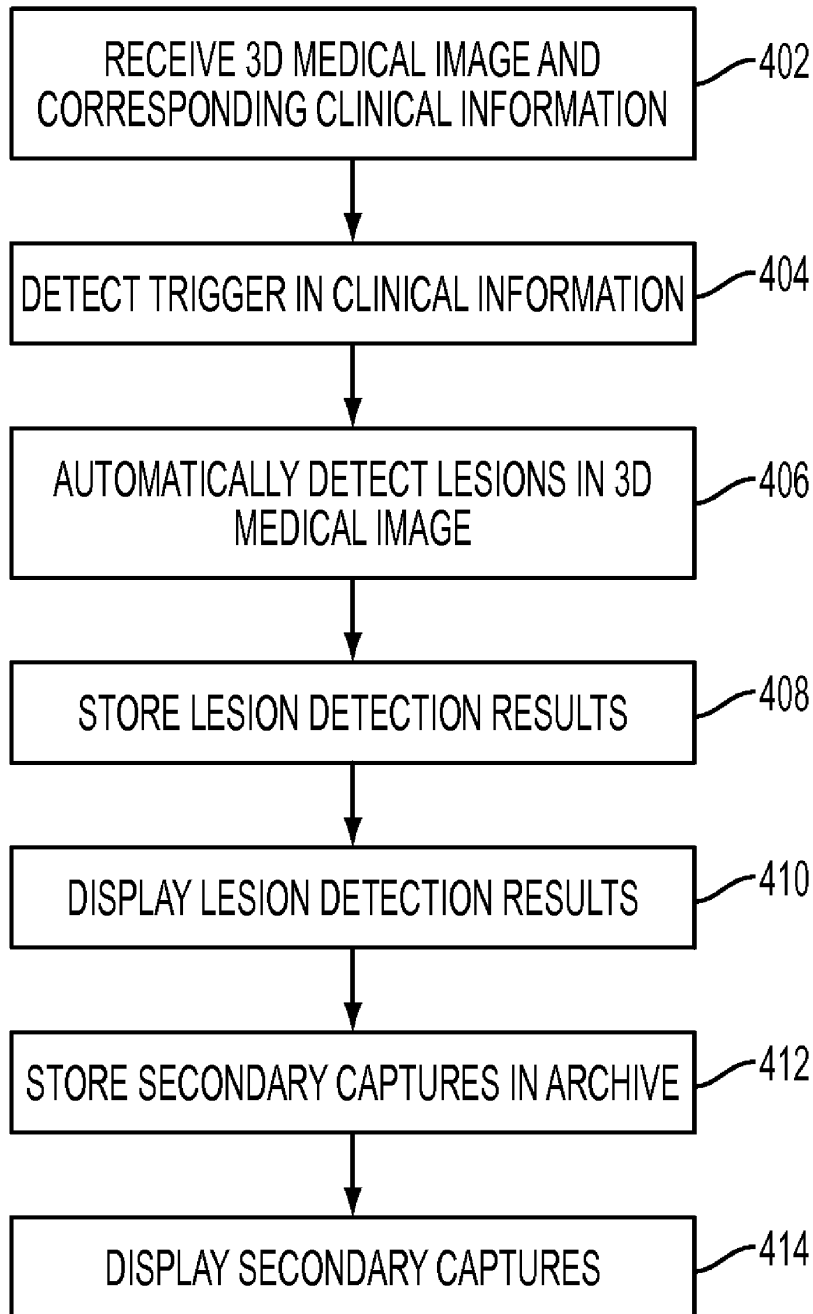 RECEIVE 3D MEDICAL IMAGE AND
CORRESPONDING CLINICAL INFORMATION
402
DETECT TRIGGER IN CLINICAL INFORMATION
404
AUTOMATICALLY DETECT LESIONS IN 3D
MEDICAL IMAGE
406
STORE LESION DETECTION RESULTS
408
DISPLAY LESION DETECTION RESULTS
410
STORE SECONDARY CAPTURES IN ARCHIVE
412
DISPLAY SECONDARY CAPTURES
414